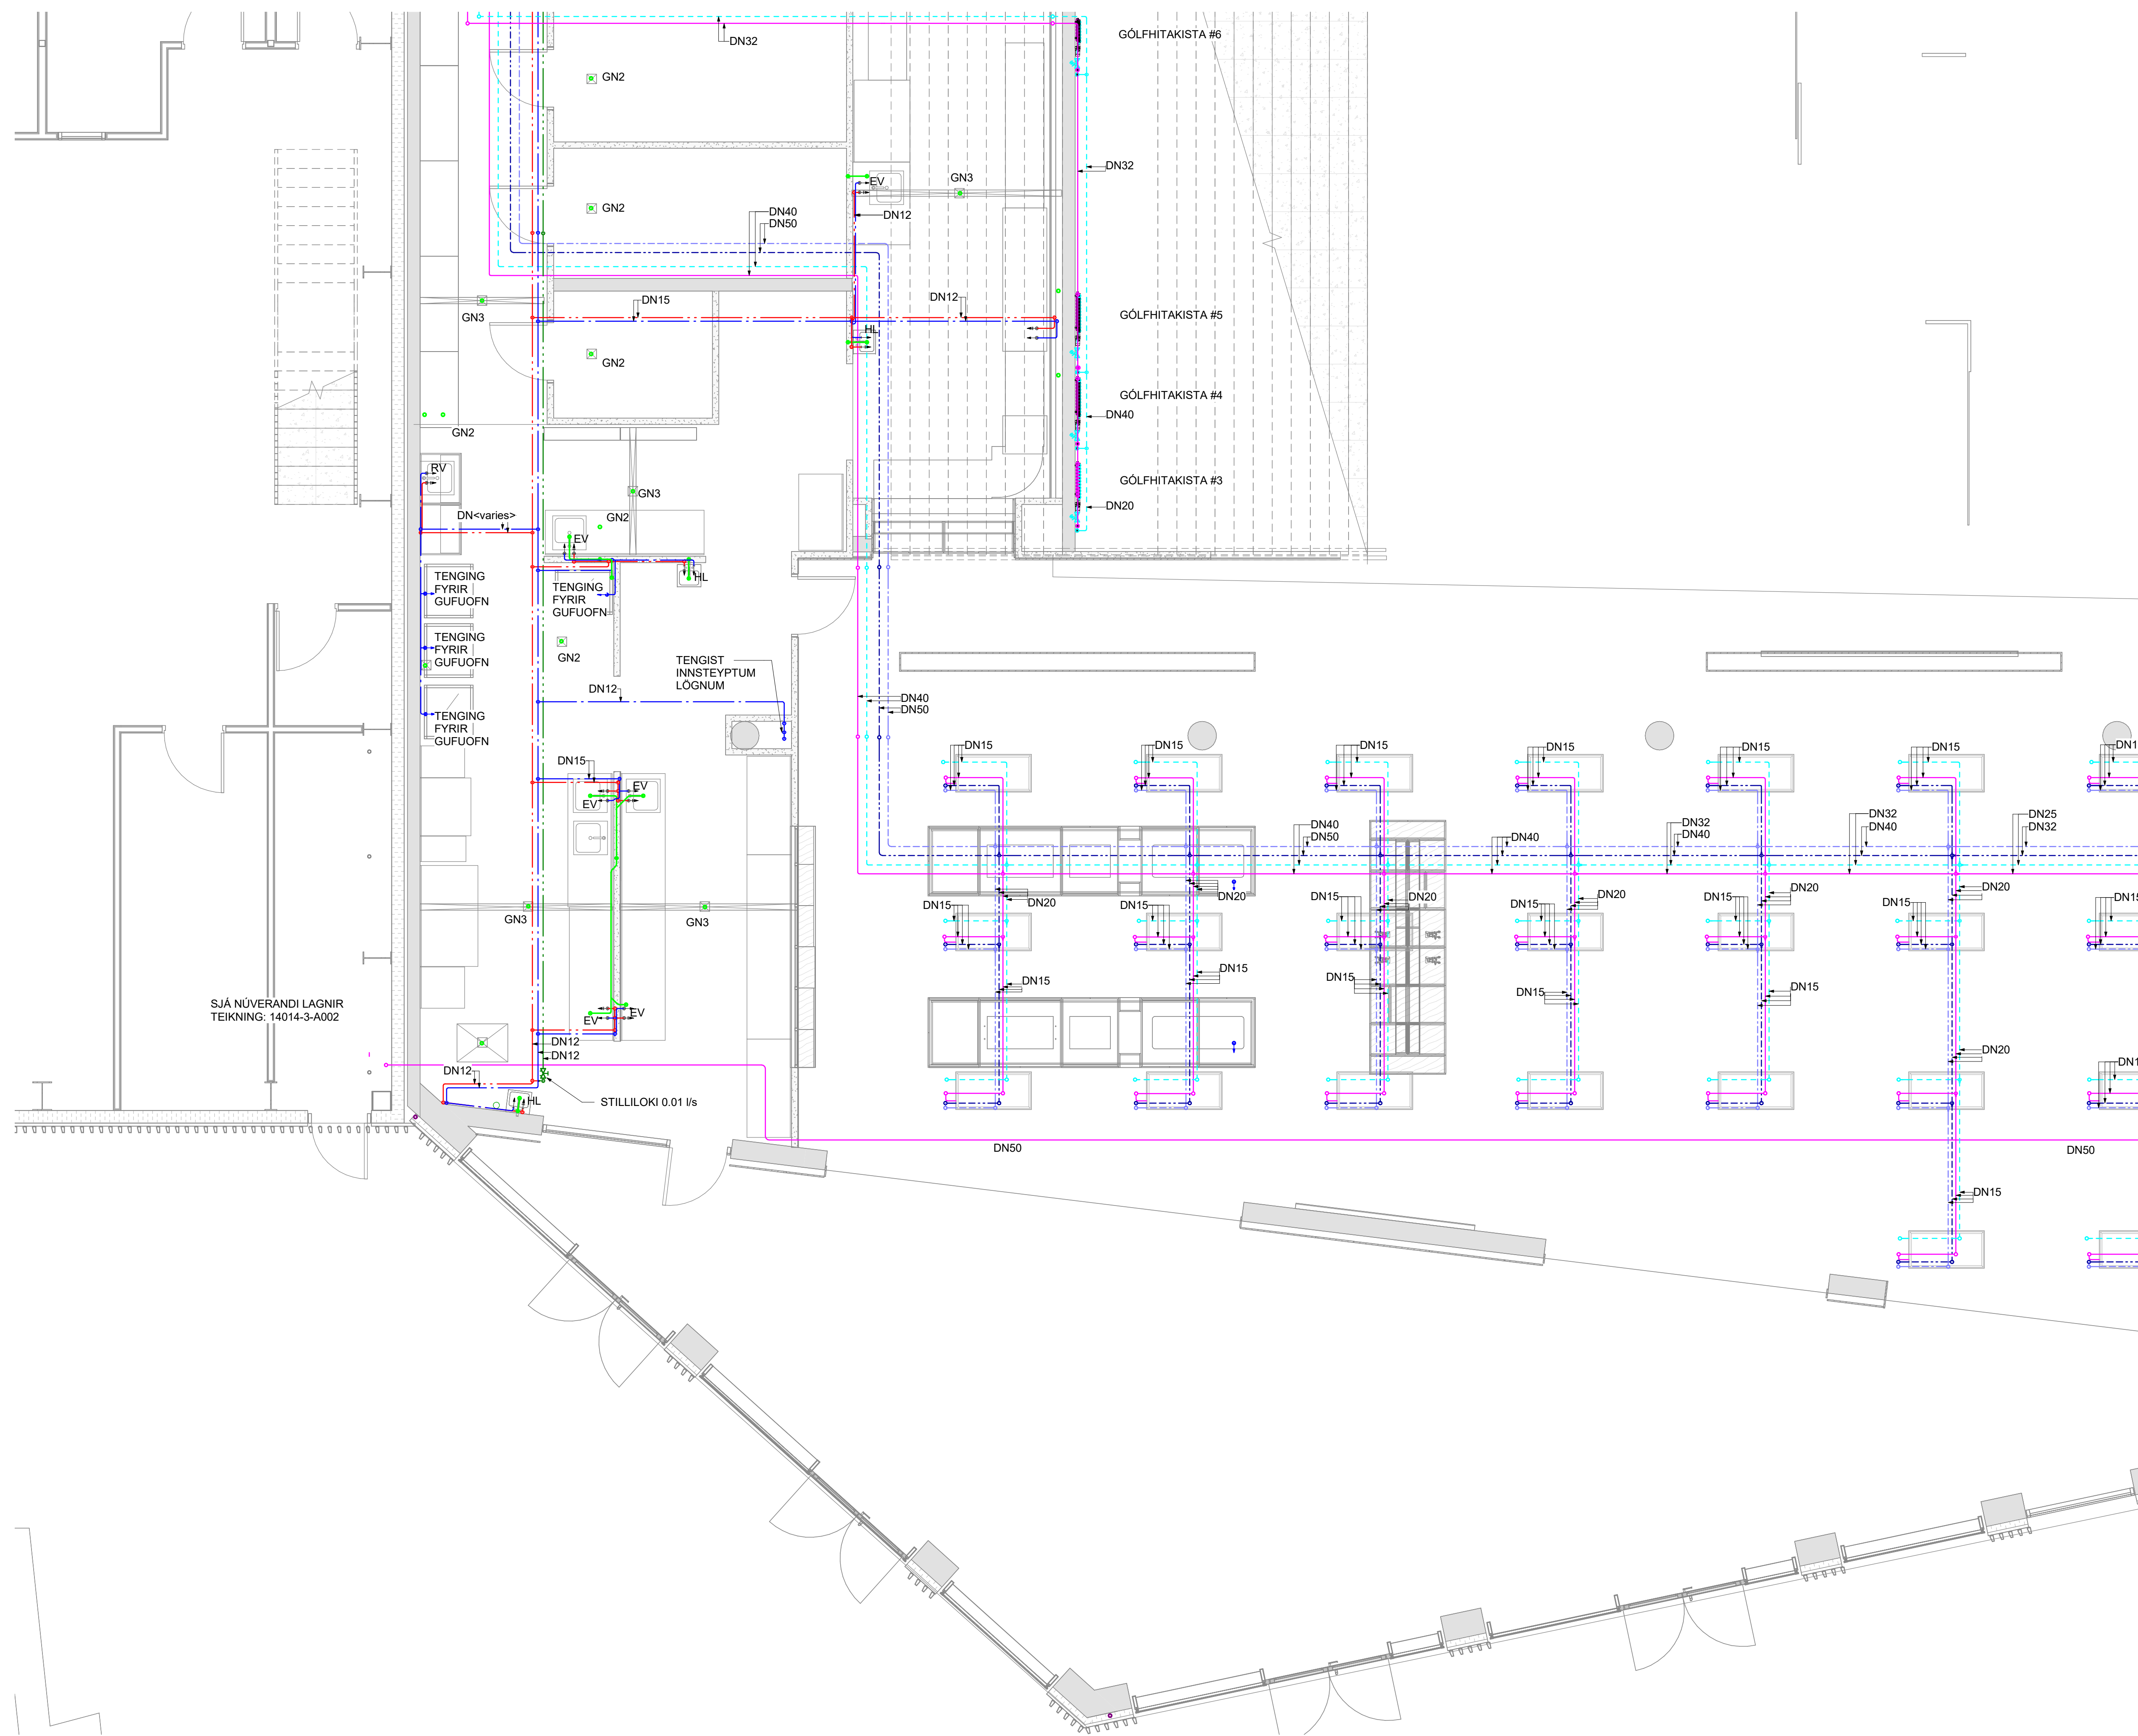 GÓLFHITAKISTA #6
DN32
GN2
DN32
EV
GN3
GN2
DN40
DN50
DN12
DN15
DN12
GN3
GÓLFHITAKISTA #5
HL
GN2
GÓLFHITAKISTA #4
DN40
GN2
RV
GÓLFHITAKISTA #3
GN3
DN20
DN<varies>
GN2
EV
TENGING
FYRIR
GUFUOFN
TENGING
FYRIR
GUFUOFN
HL
TENGING
FYRIR
GUFUOFN
GN2
TENGIST
INNSTEYPTUM
LÖGNUM
DN12
DN40
DN50
TENGING
FYRIR
GUFUOFN
DN15
DN15
DN15
DN15
DN15
DN15
DN1
DN15
EV
EV
DN40
DN50
DN40
DN32
DN40
DN32
DN40
DN25
DN32
DN15
DN20
DN15
DN20
DN15
DN20
DN15
DN20
DN15
DN20
DN15
DN20
DN15
GN3
GN3
DN15
DN15
DN15
DN15
DN15
SJÁ NÚVERANDI LAGNIR
TEIKNING: 14014-3-A002
EV
EV
DN12
DN12
DN20
DN1
DN12
HL
STILLILOKI 0.01 l/s
DN50
DN50
DN15